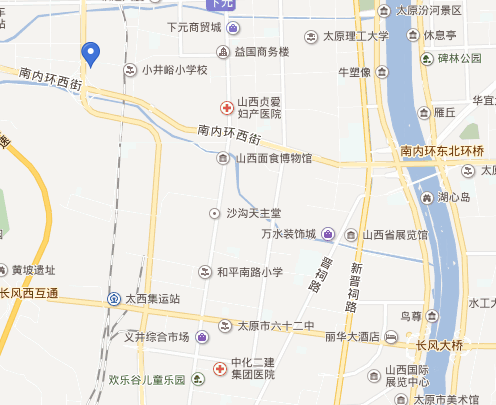 下元
太原汾河景区
下元商贸城
太原理工大学
休息亭
益国商务楼
碑林公园
小井峪小学校
牛塑像
南内环西街
山西贞爱
妇产医院
雁丘
华宜
南内环西街
南内环东北环桥
山西面食博物馆
太原
湖心岛
沙沟天主堂
万水装饰城
山西省展览馆
黄坡遗址
和平南路小学
晋祠路
新晋祠路
长风西互通
太西集运站
水工大
鸟尊
太原市六十二中
义井综合市场
丽华大酒店
长风大桥
中化二建
集团医院
欢乐谷儿童乐园
山西国际
展览中心
太原市美术馆